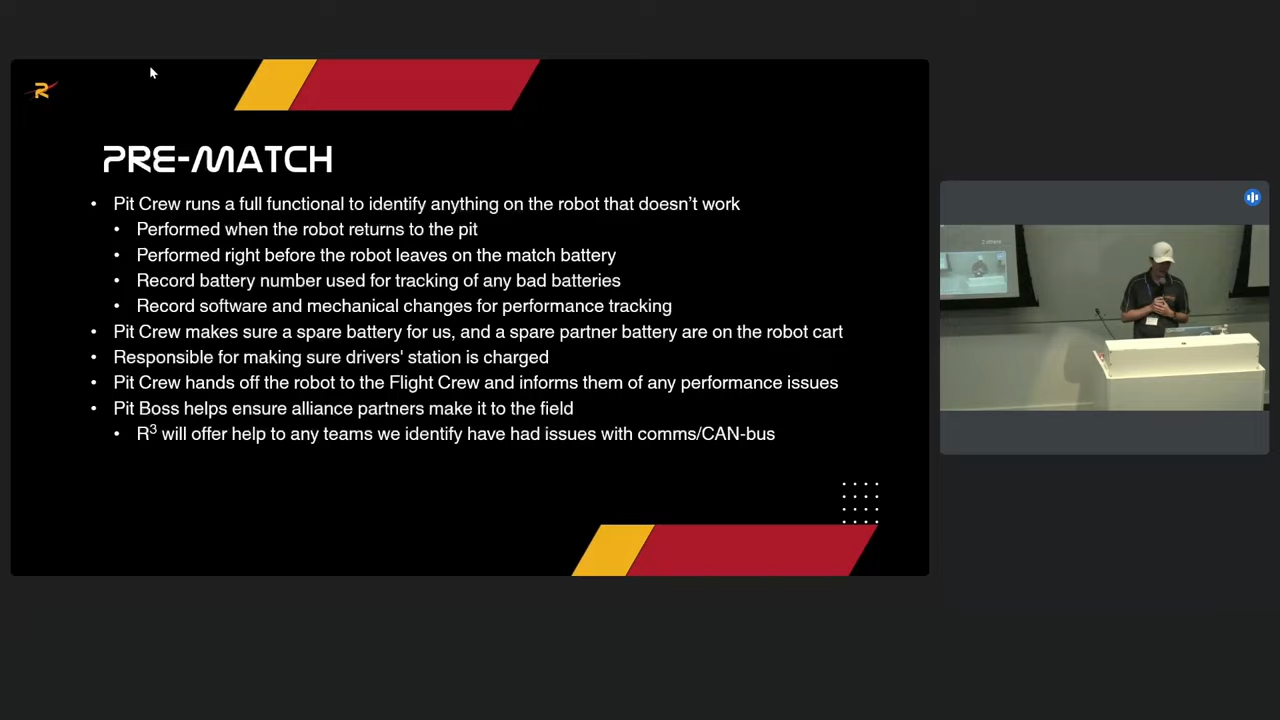 R
PRE-MATCH
• Pit Crew runs a full functional to identify anything on the robot that doesn’t work
• Performed when the robot returns to the pit
• Performed right before the robot leaves on the match battery
• Record battery number used for tracking of any bad batteries
• Record software and mechanical changes for performance tracking
• Pit Crew makes sure a spare battery for us, and a spare partner battery are on the robot cart
• Responsible for making sure drivers' station is charged
• Pit Crew hands off the robot to the Flight Crew and informs them of any performance issues
• Pit Boss helps ensure alliance partners make it to the field
• R³ will offer help to any teams we identify have had issues with comms/CAN-bus
2 others